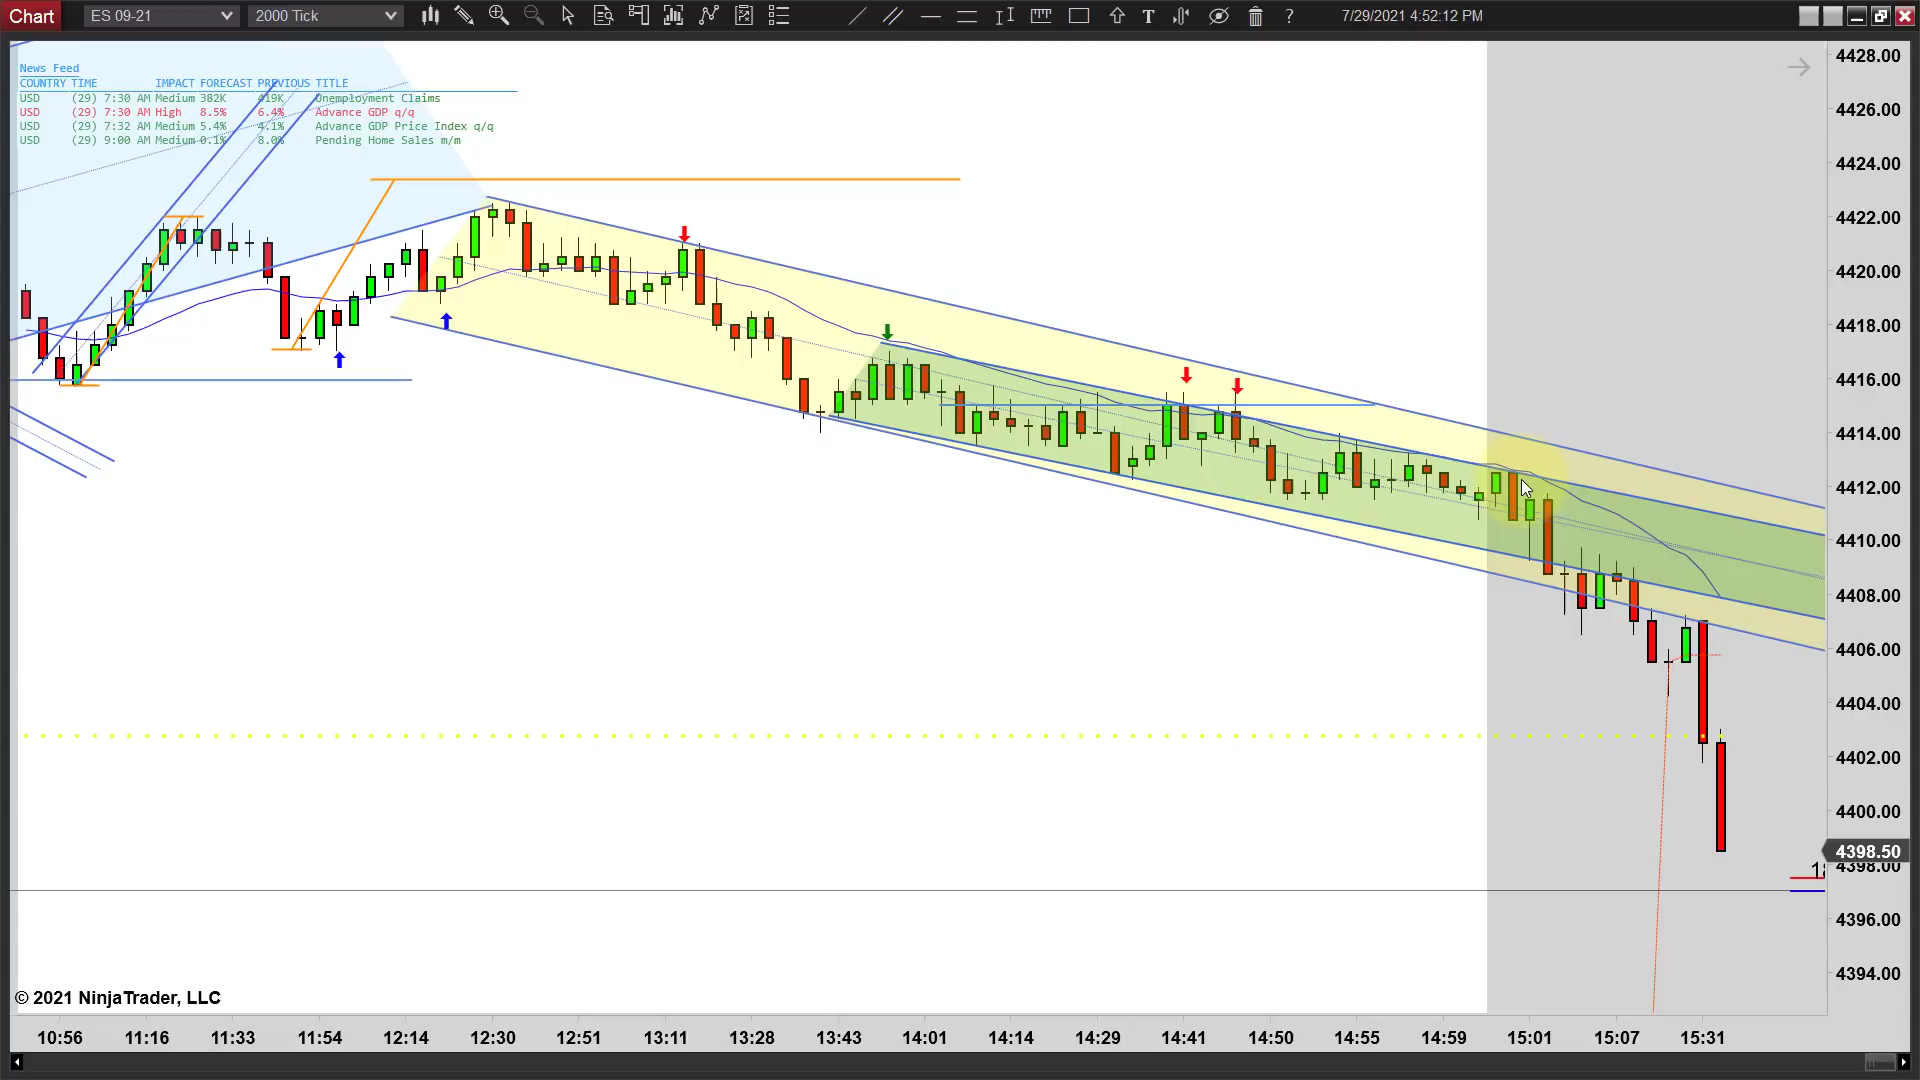 Chart ES 09-21 2000 Tick T ? 7/29/2021 4:52:12 PM
News Feed
COUNTRY TIME IMPACT FORECAST PREVIOUS TITLE
USD (29) 7:30 AM Medium 382K 419K Unemployment Claims
USD (29) 7:30 AM High 8.5% 6.4% Advance GDP q/q
USD (29) 7:32 AM Medium 5.4% 4.1% Advance GDP Price Index q/q
USD (29) 9:00 AM Medium 0.1% 8.0% Pending Home Sales m/m
4428.00
4426.00
4424.00
4422.00
4420.00
4418.00
4416.00
4414.00
4412.00
4410.00
4408.00
4406.00
4404.00
4402.00
4400.00
4398.50
4398.00
4396.00
4394.00
© 2021 NinjaTrader, LLC
10:56 11:16 11:33 11:54 12:14 12:30 12:51 13:11 13:28 13:43 14:01 14:14 14:29 14:41 14:50 14:55 14:59 15:01 15:07 15:31